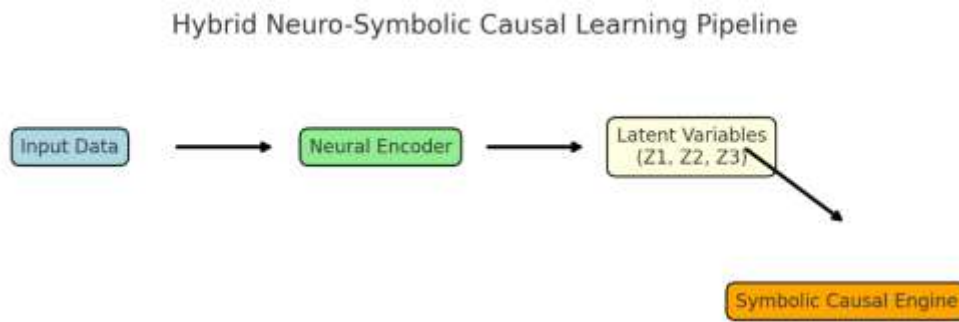 Hybrid Neuro-Symbolic Causal Learning Pipeline
Input Data
Neural Encoder
Latent Variables
(Z1, Z2, Z3)
Symbolic Causal Engine